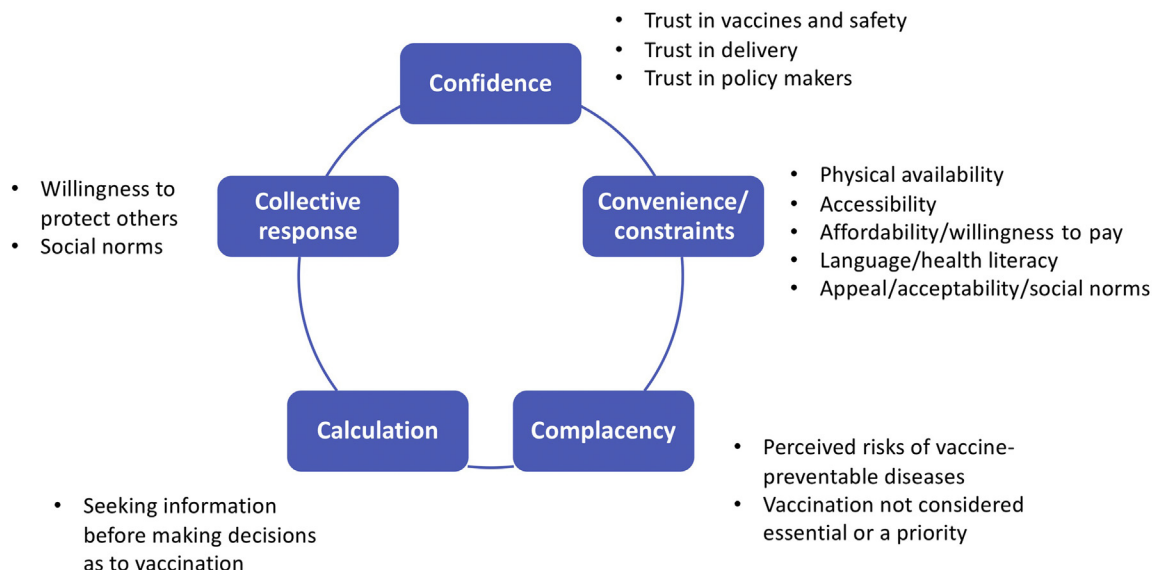 Confidence
• Trust in vaccines and safety
• Trust in delivery
• Trust in policy makers
Convenience/
constraints
• Physical availability
• Accessibility
• Affordability/willingness to pay
• Language/health literacy
• Appeal/acceptability/social norms
Complacency
• Perceived risks of vaccine-
preventable diseases
• Vaccination not considered
essential or a priority
Calculation
• Seeking information
before making decisions
as to vaccination
Collective
response
• Willingness to
protect others
• Social norms